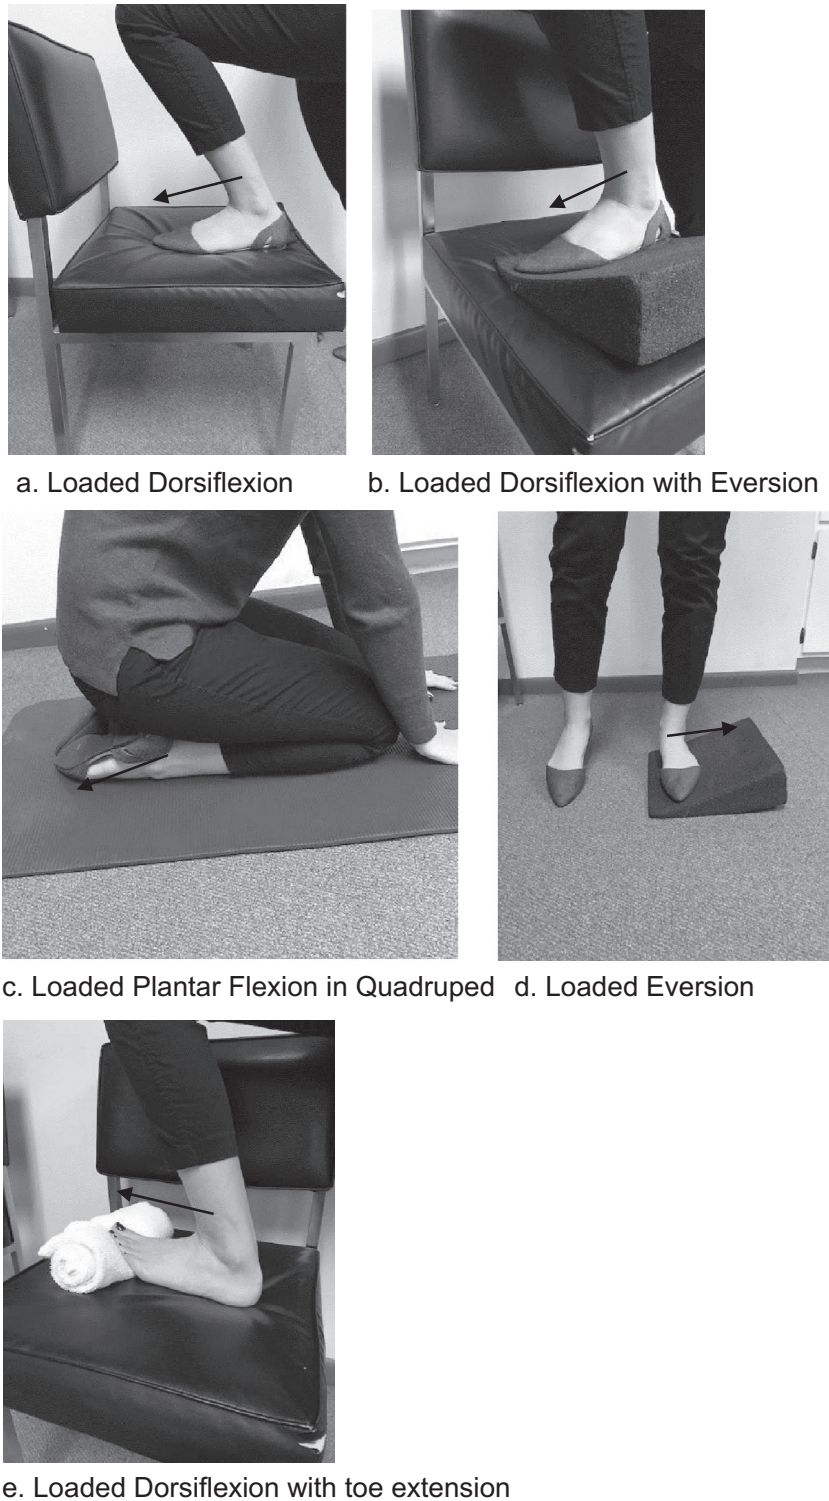 a. Loaded Dorsiflexion
b. Loaded Dorsiflexion with Eversion
c. Loaded Plantar Flexion in Quadruped
d. Loaded Eversion
e. Loaded Dorsiflexion with toe extension